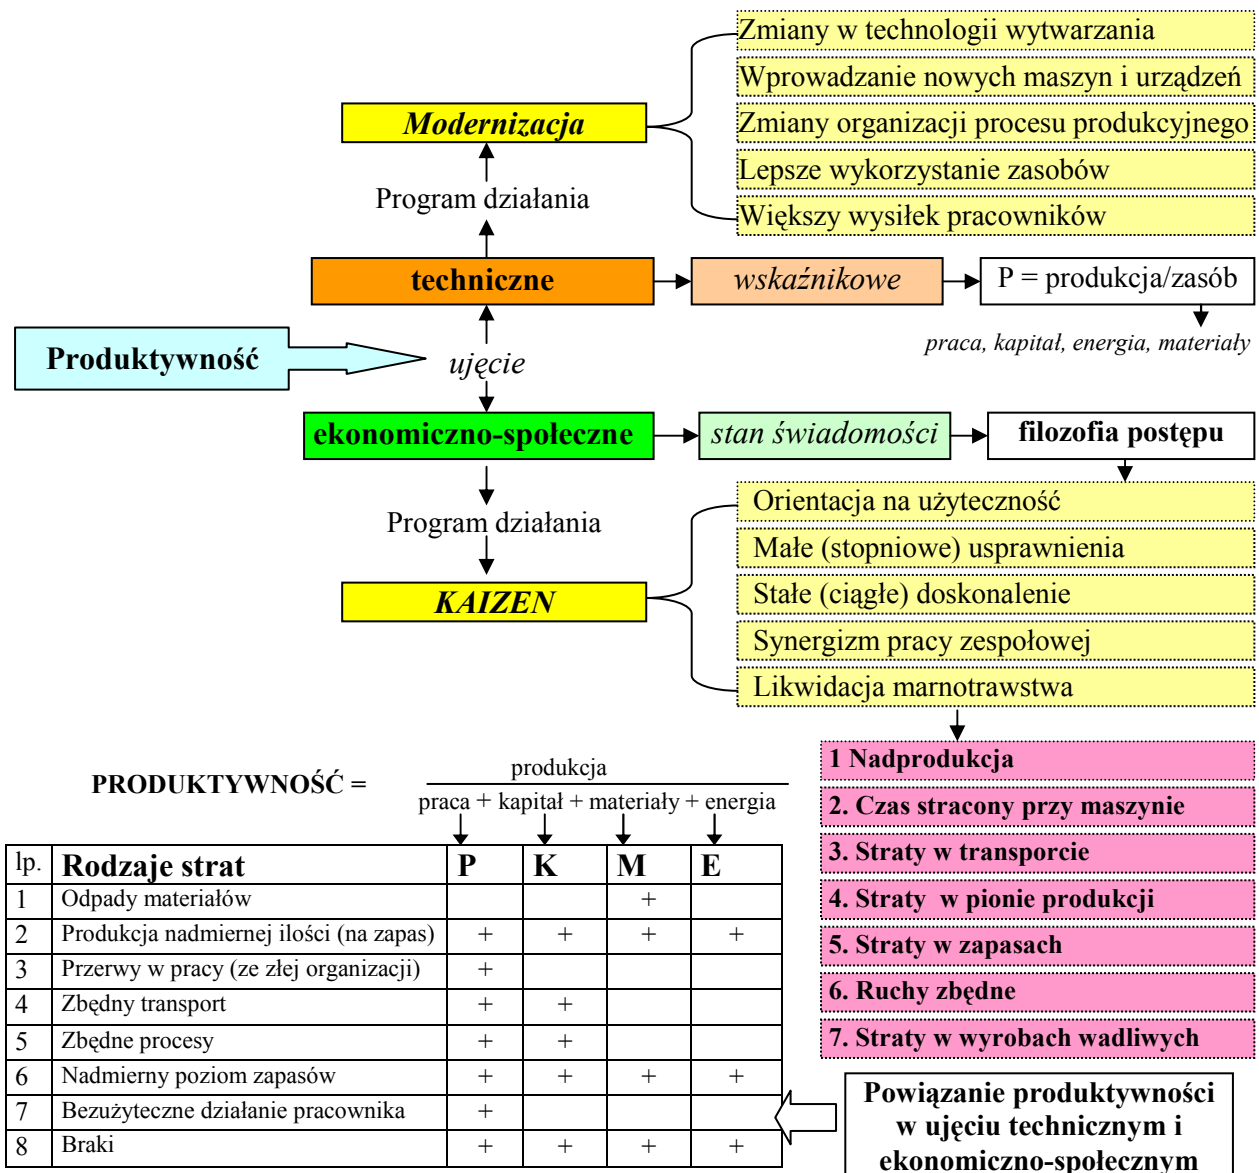 Zmiany w technologii wytwarzania
Wprowadzanie nowych maszyn i urządzeń
Modernizacja
Zmiany organizacji procesu produkcyjnego
Lepsze wykorzystanie zasobów
Program działania
Większy wysiłek pracowników
techniczne
wskaźnikowe
P = produkcja/zasób
praca, kapitał, energia, materiały
Produktywność
ujęcie
ekonomiczno-społeczne
stan świadomości
filozofia postępu
Orientacja na użyteczność
Program działania
Małe (stopniowe) usprawnienia
KAIZEN
Stałe (ciągłe) doskonalenie
Synergizm pracy zespołowej
Likwidacja marnotrawstwa
1 Nadprodukcja
2. Czas stracony przy maszynie
3. Straty w transporcie
4. Straty w pionie produkcji
5. Straty w zapasach
6. Ruchy zbędne
7. Straty w wyrobach wadliwych
PRODUKTYWNOŚĆ =
produkcja
praca + kapitał + materiały + energia
lp. Rodzaje strat P K M E
1 Odpady materiałów +
2 Produkcja nadmiernej ilości (na zapas) + + + +
3 Przerwy w pracy (ze złej organizacji) +
4 Zbędny transport + +
5 Zbędne procesy + +
6 Nadmierny poziom zapasów + + + +
7 Bezużyteczne działanie pracownika +
8 Braki + + + +
Powiązanie produktywności
w ujęciu technicznym i
ekonomiczno-społecznym